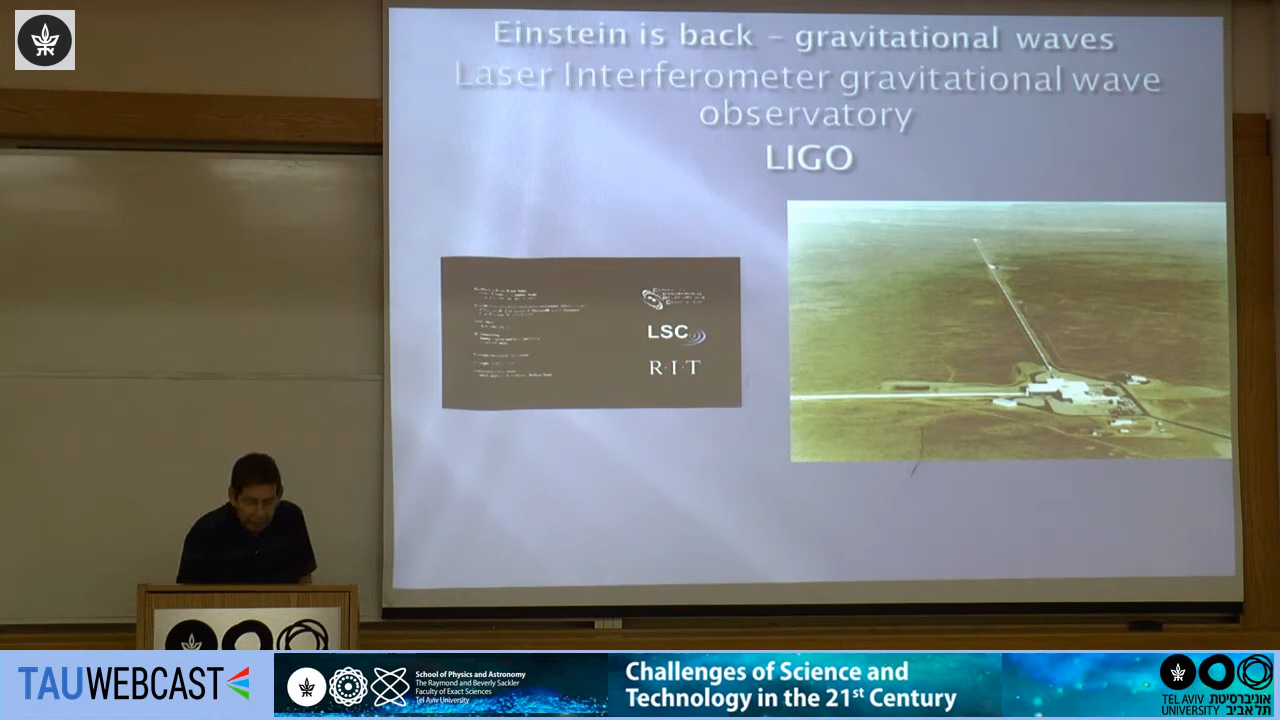 Einstein is back – gravitational waves
Laser Interferometer gravitational wave
observatory
LIGO
LSC
R·I·T
TAUWEBCAST
School of Physics and Astronomy
The Raymond and Beverly Sackler
Faculty of Exact Sciences
Tel Aviv University
Challenges of Science and
Technology in the 21st Century
TEL AVIV אוניברסיטת
UNIVERSITY תל אביב